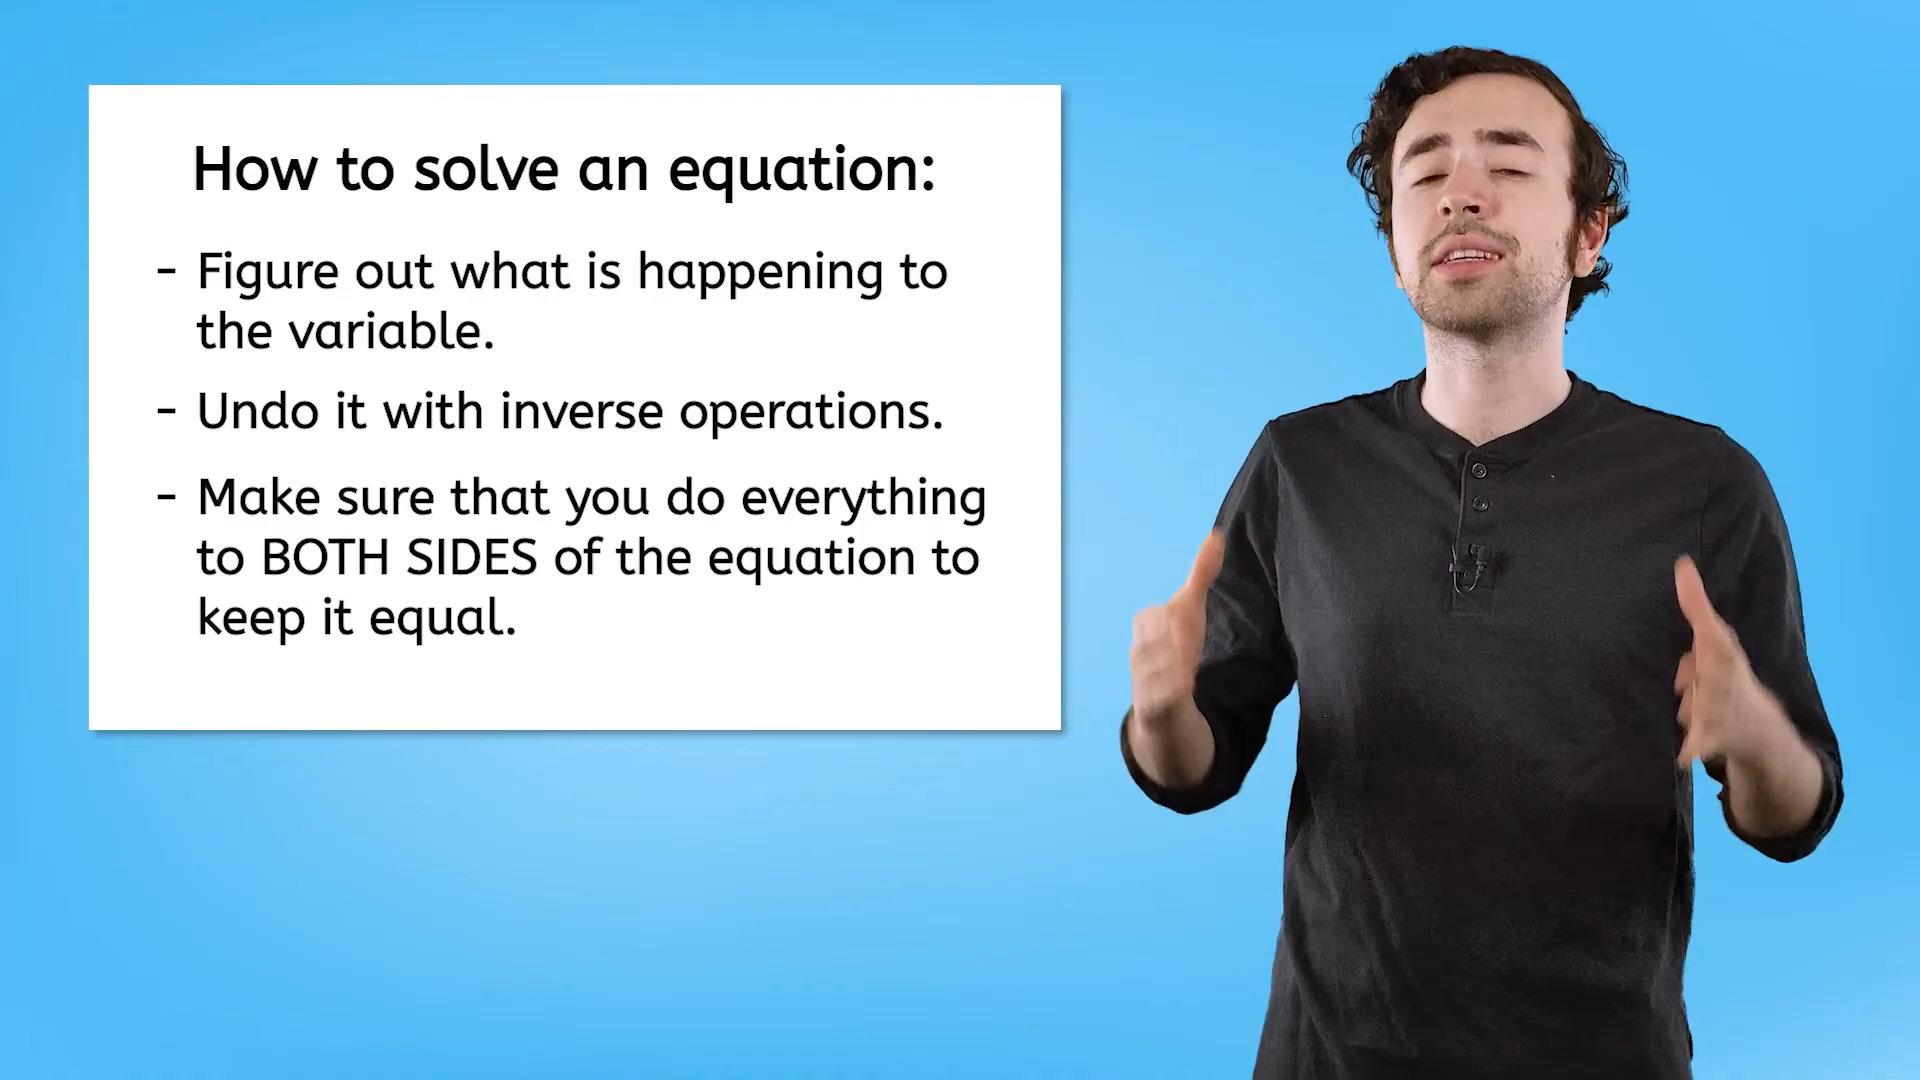 How to solve an equation:
- Figure out what is happening to
the variable.
- Undo it with inverse operations.
- Make sure that you do everything
to BOTH SIDES of the equation to
keep it equal.